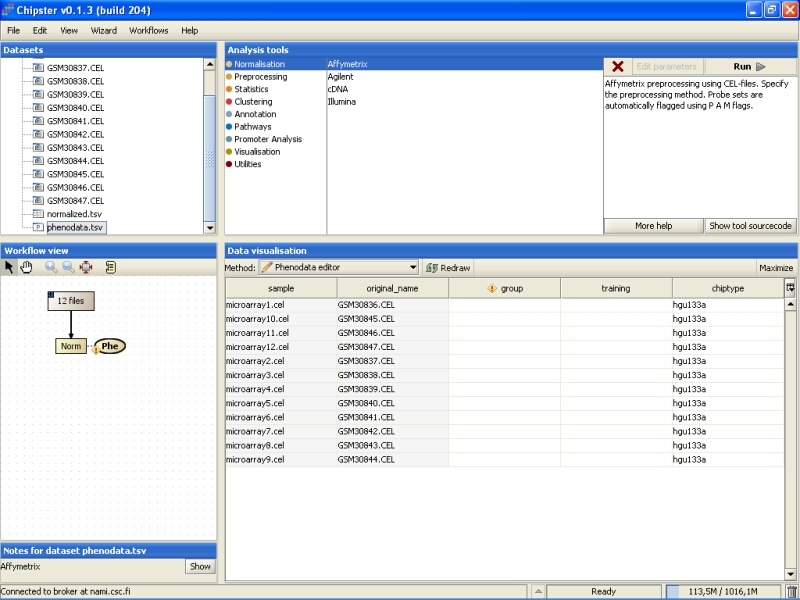 Chipster v0.1.3 (build 204)
File Edit View Wizard Workflows Help
Datasets
GSM30837.CEL
GSM30838.CEL
GSM30839.CEL
GSM30840.CEL
GSM30841.CEL
GSM30842.CEL
GSM30843.CEL
GSM30844.CEL
GSM30845.CEL
GSM30846.CEL
GSM30847.CEL
normalized.tsv
phenodata.tsv
Analysis tools
Normalisation
Preprocessing
Statistics
Clustering
Annotation
Pathways
Promoter Analysis
Visualisation
Utilities
Affymetrix
Agilent
cDNA
Illumina
Edit parameters Run
Affymetrix preprocessing using CEL-files. Specify
the preprocessing method. Probe sets are
automatically flagged using P A M flags.
More help Show tool sourcecode
Workflow view
12 files
Norm Phe
Data visualisation
Method: Phenodata editor Redraw Maximize
sample original_name group training chiptype
microarray1.cel GSM30836.CEL hgu133a
microarray10.cel GSM30845.CEL hgu133a
microarray11.cel GSM30846.CEL hgu133a
microarray12.cel GSM30847.CEL hgu133a
microarray2.cel GSM30837.CEL hgu133a
microarray3.cel GSM30838.CEL hgu133a
microarray4.cel GSM30839.CEL hgu133a
microarray5.cel GSM30840.CEL hgu133a
microarray6.cel GSM30841.CEL hgu133a
microarray7.cel GSM30842.CEL hgu133a
microarray8.cel GSM30843.CEL hgu133a
microarray9.cel GSM30844.CEL hgu133a
Notes for dataset phenodata.tsv
Affymetrix Show
Connected to broker at nami.csc.fi Ready 113,5M / 1016,1M